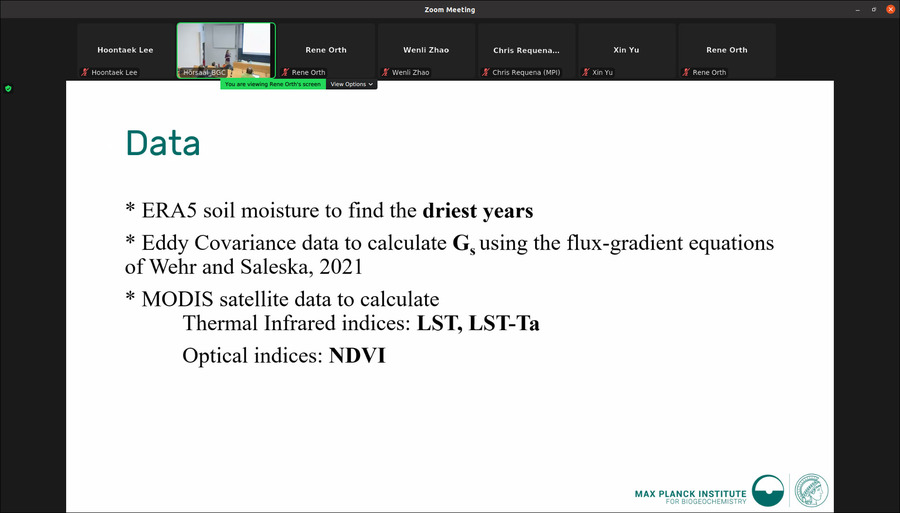 Zoom Meeting
Hoontaek Lee
Rene Orth
Wenli Zhao
Chris Requena...
Xin Yu
Rene Orth
Hoontaek Lee
Hörsaal_BGC
Rene Orth
Wenli Zhao
Chris Requena (MPI)
Xin Yu
Rene Orth
You are viewing Rene Orth's screen
View Options
Data
* ERA5 soil moisture to find the driest years
* Eddy Covariance data to calculate Gs using the flux-gradient equations
of Wehr and Saleska, 2021
* MODIS satellite data to calculate
Thermal Infrared indices: LST, LST-Ta
Optical indices: NDVI
MAX PLANCK INSTITUTE
FOR BIOGEOCHEMISTRY